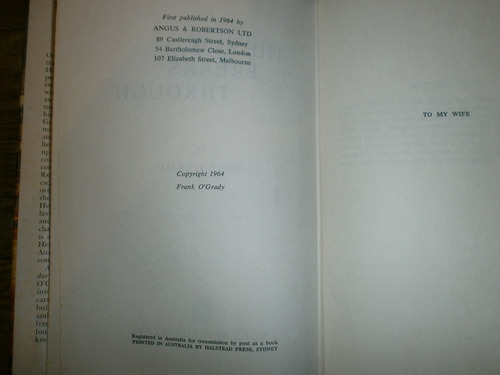 First published in 1964 by
ANGUS & ROBERTSON LTD
89 Castlereagh Street, Sydney
54 Bartholomew Close, London
107 Elizabeth Street, Melbourne
THROUGH
Copyright 1964
Frank O'Grady
Registered in Australia for transmission by post as a book
PRINTED IN AUSTRALIA BY HALSTEAD PRESS, SYDNEY
TO MY WIFE